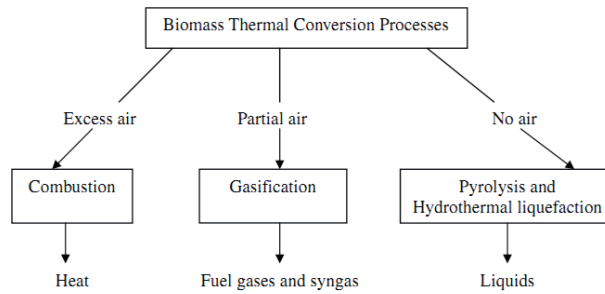 Biomass Thermal Conversion Processes
Excess air
Partial air
No air
Combustion
Gasification
Pyrolysis and
Hydrothermal liquefaction
Heat
Fuel gases and syngas
Liquids